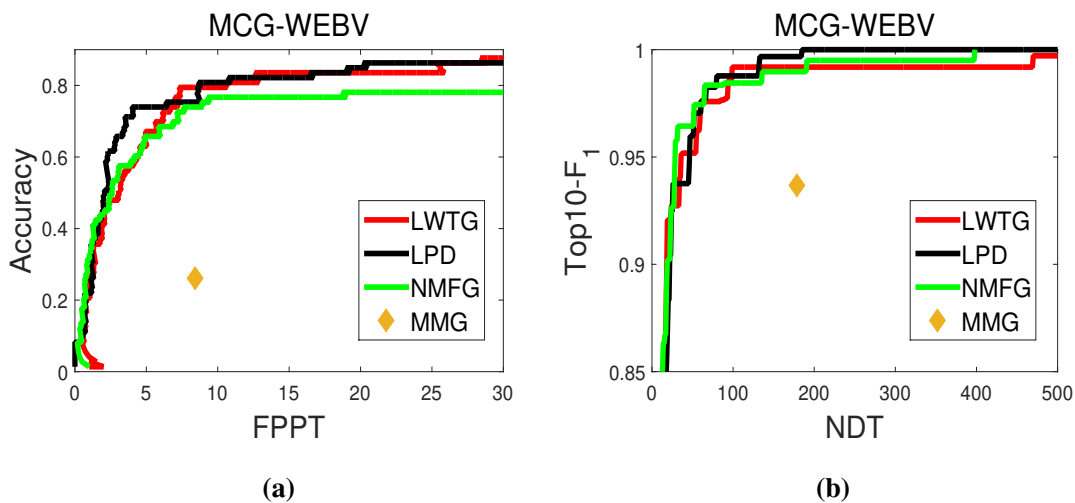 MCG-WEBV
Accuracy
0.8
0.6
0.4
0.2
0
LWTG
LPD
NMFG
MMG
0 5 10 15 20 25 30
FPPT
(a)
MCG-WEBV
Top10-F1
1
0.95
0.9
0.85
LWTG
LPD
NMFG
MMG
0 100 200 300 400 500
NDT
(b)